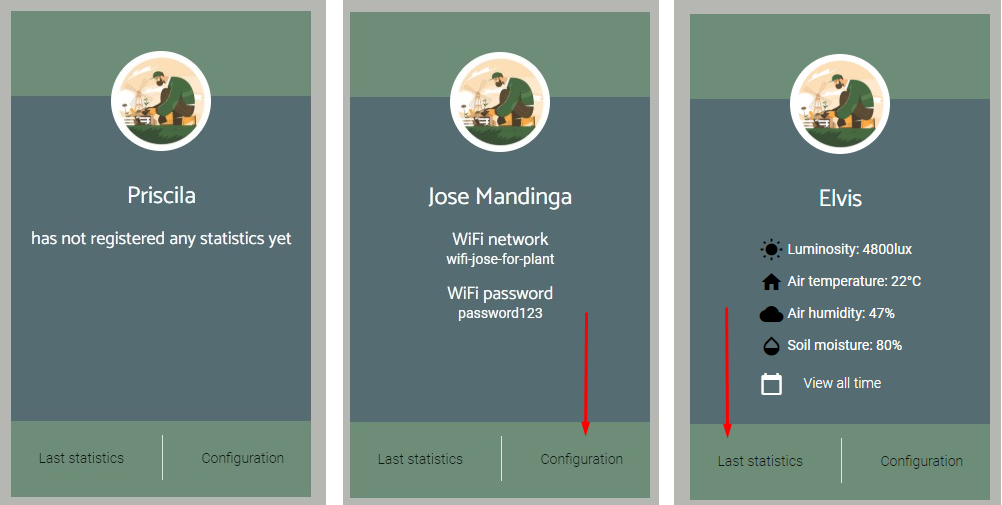 Priscila
has not registered any statistics yet
Last statistics
Configuration
Jose Mandinga
WiFi network
wifi-jose-for-plant
WiFi password
password123
Last statistics
Configuration
Elvis
Luminosity: 4800lux
Air temperature: 22°C
Air humidity: 47%
Soil moisture: 80%
View all time
Last statistics
Configuration